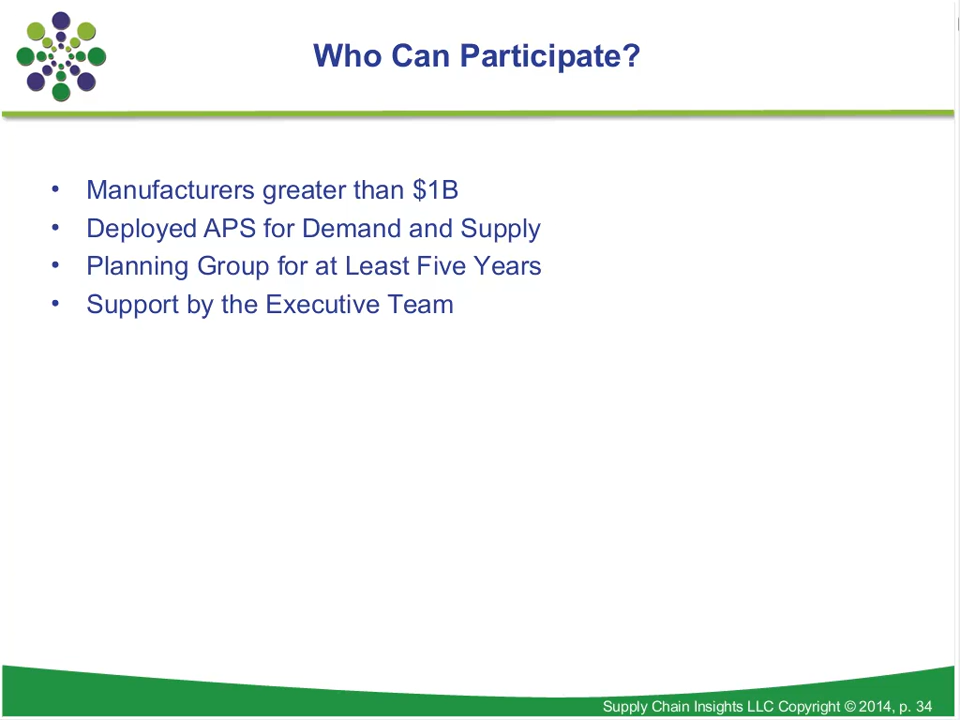 Who Can Participate?
• Manufacturers greater than $1B
• Deployed APS for Demand and Supply
• Planning Group for at Least Five Years
• Support by the Executive Team
Supply Chain Insights LLC Copyright © 2014, p. 34